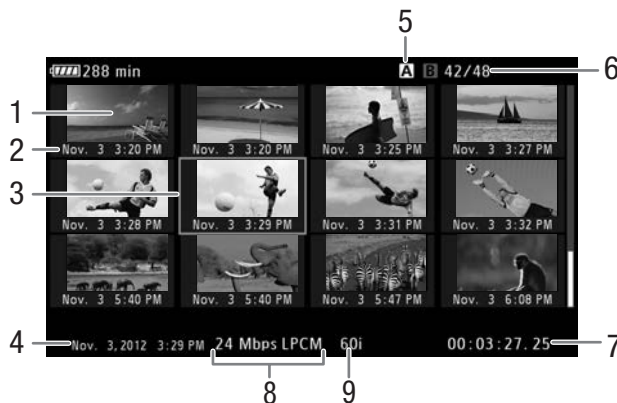 5
288 min A B 42/48 6
1
2 Nov. 3 3:20 PM Nov. 3 3:20 PM Nov. 3 3:25 PM Nov. 3 3:27 PM
3
Nov. 3 3:28 PM Nov. 3 3:29 PM Nov. 3 3:31 PM Nov. 3 3:32 PM
Nov. 3 5:40 PM Nov. 3 5:40 PM Nov. 3 5:47 PM Nov. 3 6:08 PM
4 Nov. 3,2012 3:29 PM 24 Mbps LPCM 60i 00:03:27.25 7
8 9